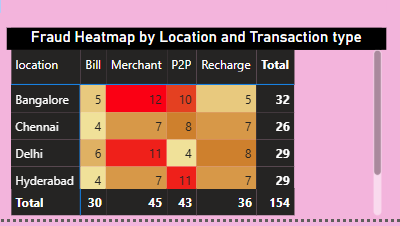 Fraud Heatmap by Location and Transaction type
location Bill Merchant P2P Recharge Total
Bangalore 5 12 10 5 32
Chennai 4 7 8 7 26
Delhi 6 11 4 8 29
Hyderabad 4 7 11 7 29
Total 30 45 43 36 154